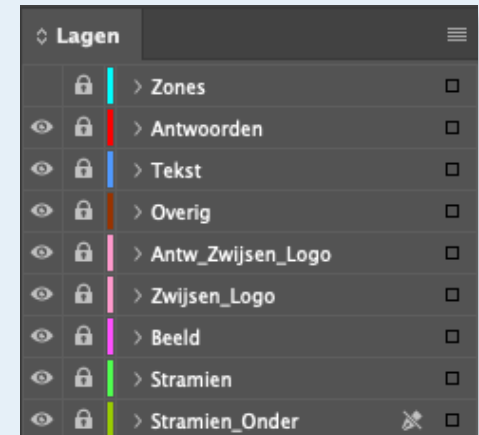 Lagen
Zones
Antwoorden
Tekst
Overig
Antw_Zwijsen_Logo
Zwijsen_Logo
Beeld
Stramien
Stramien_Onder